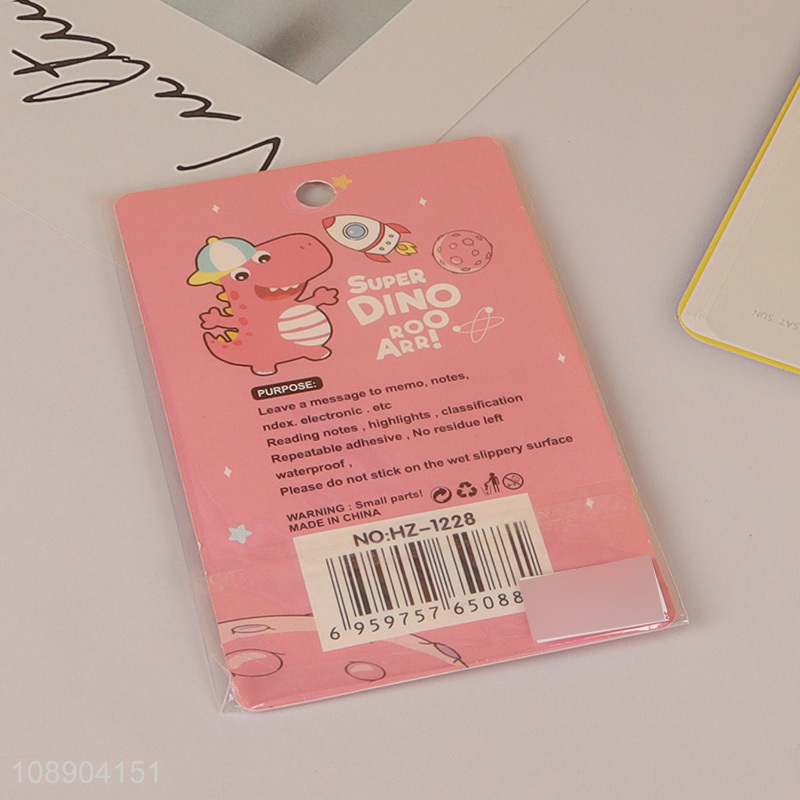 SAT SUN
SUPER
DINO
ROO
ARR!
PURPOSE:
Leave a message to memo, notes,
ndex. electronic . etc
Reading notes , highlights , classification
Repeatable adhesive , No residue left
waterproof ,
Please do not stick on the wet slippery surface
WARNING : Small parts!
MADE IN CHINA
NO:HZ-1228
6 959757 65088
108904151